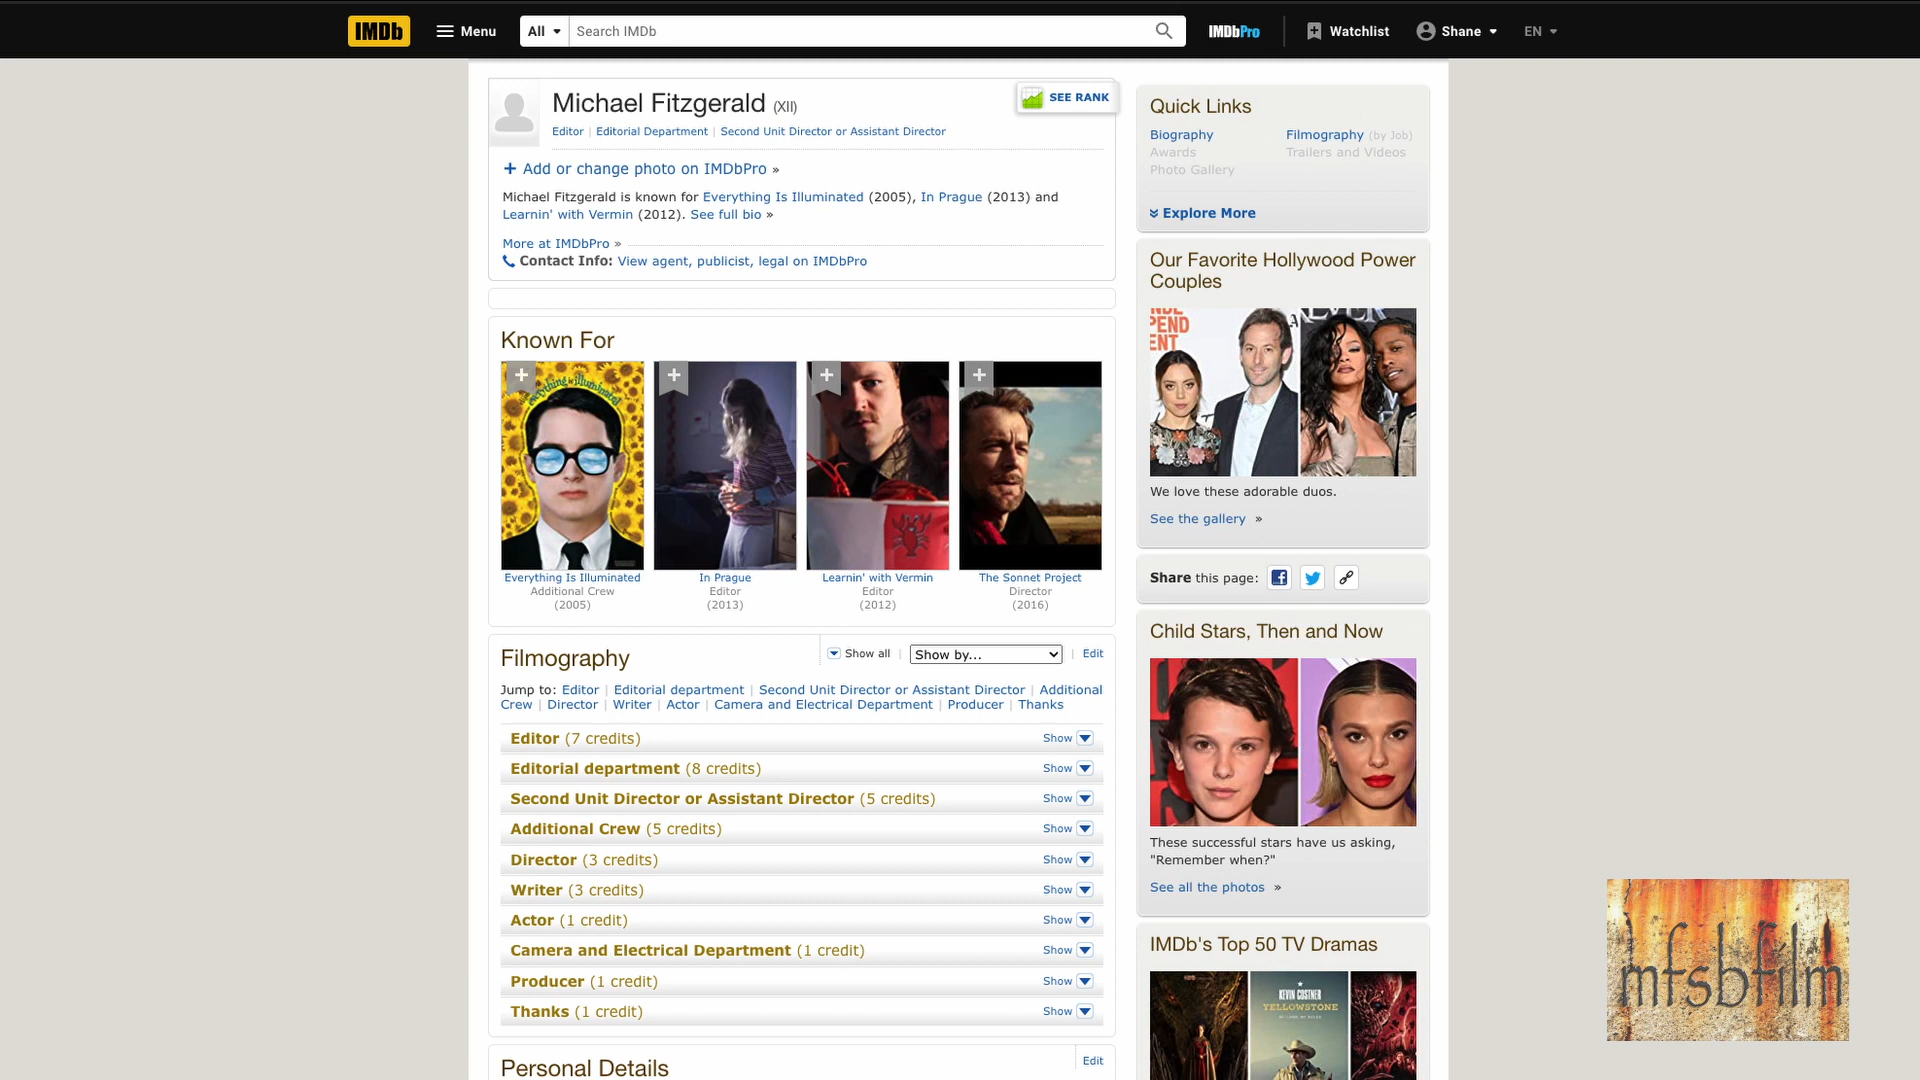 IMDb Menu All Search IMDb IMDbPro Watchlist Shane EN
Michael Fitzgerald (XII)
SEE RANK
Editor | Editorial Department | Second Unit Director or Assistant Director
+ Add or change photo on IMDbPro »
Michael Fitzgerald is known for Everything Is Illuminated (2005), In Prague (2013) and
Learnin' with Vermin (2012). See full bio »
More at IMDbPro »
Contact Info: View agent, publicist, legal on IMDbPro
Known For
everything is illuminated
Everything Is Illuminated
Additional Crew
(2005)
In Prague
Editor
(2013)
Learnin' with Vermin
Editor
(2012)
The Sonnet Project
Director
(2016)
Filmography
Show all | Show by... | Edit
Jump to: Editor | Editorial department | Second Unit Director or Assistant Director | Additional
Crew | Director | Writer | Actor | Camera and Electrical Department | Producer | Thanks
Editor (7 credits) Show
Editorial department (8 credits) Show
Second Unit Director or Assistant Director (5 credits) Show
Additional Crew (5 credits) Show
Director (3 credits) Show
Writer (3 credits) Show
Actor (1 credit) Show
Camera and Electrical Department (1 credit) Show
Producer (1 credit) Show
Thanks (1 credit) Show
Personal Details
Edit
Quick Links
Biography Filmography (by Job)
Awards Trailers and Videos
Photo Gallery
Explore More
Our Favorite Hollywood Power
Couples
PEND
ENT
We love these adorable duos.
See the gallery »
Share this page:
Child Stars, Then and Now
These successful stars have us asking,
"Remember when?"
See all the photos »
IMDb's Top 50 TV Dramas
KEVIN COSTNER
YELLOWSTONE
mfsbfilm